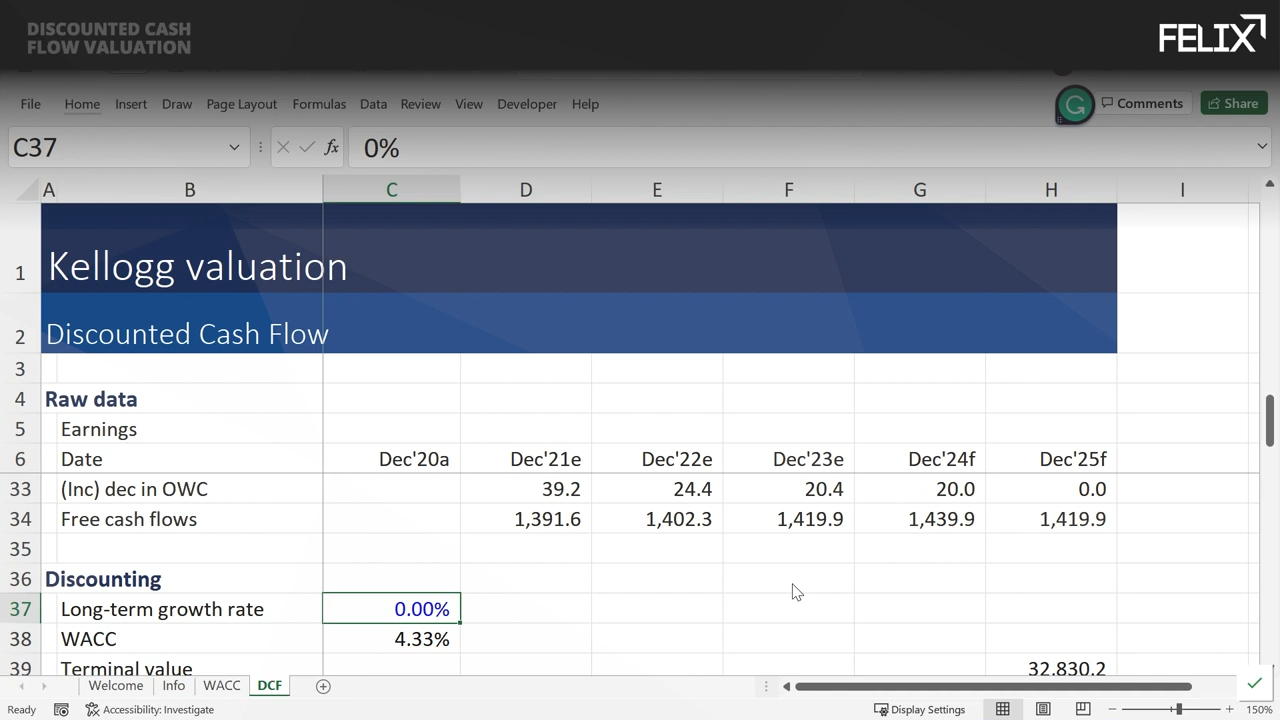 DISCOUNTED CASH
FLOW VALUATION
FELIX
File Home Insert Draw Page Layout Formulas Data Review View Developer Help Comments Share
C37 fx 0%
A B C D E F G H I
1 Kellogg valuation
2 Discounted Cash Flow
3
4 Raw data
5 Earnings
6 Date Dec'20a Dec'21e Dec'22e Dec'23e Dec'24f Dec'25f
33 (Inc) dec in OWC 39.2 24.4 20.4 20.0 0.0
34 Free cash flows 1,391.6 1,402.3 1,419.9 1,439.9 1,419.9
35
36 Discounting
37 Long-term growth rate 0.00%
38 WACC 4.33%
39 Terminal value 32,830.2
Welcome Info WACC DCF
Ready Accessibility: Investigate Display Settings 150%